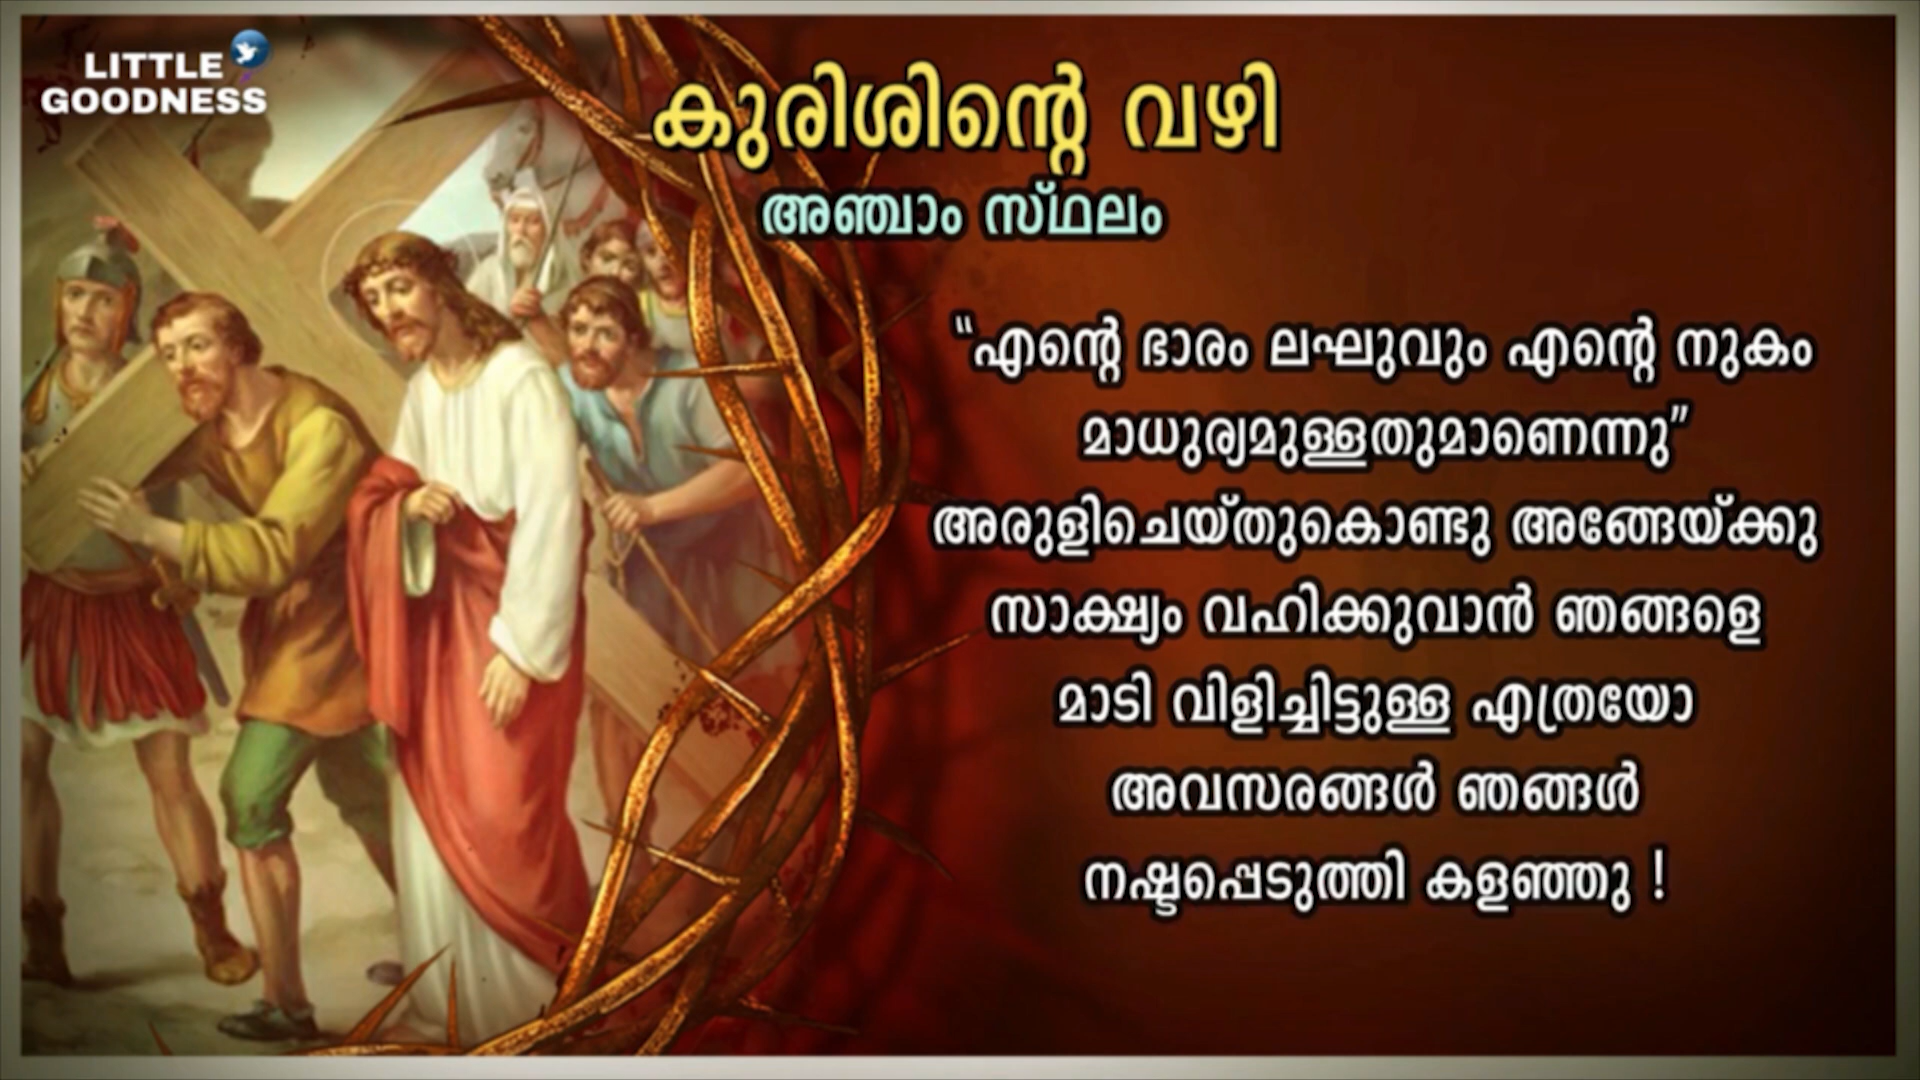 LITTLE
GOODNESS
കുരിശിന്റെ വഴി
അഞ്ചാം സ്ഥലം
“എന്റെ ഭാരം ലഘുവും എന്റെ നുകം
മാധുര്യമുള്ളതുമാണെന്നു”
അരുളിചെയ്തുകൊണ്ടു അങ്ങേയ്ക്കു
സാക്ഷ്യം വഹിക്കുവാൻ ഞങ്ങളെ
മാടി വിളിച്ചിട്ടുള്ള എത്രയോ
അവസരങ്ങൾ ഞങ്ങൾ
നഷ്ടപ്പെടുത്തി കളഞ്ഞു !